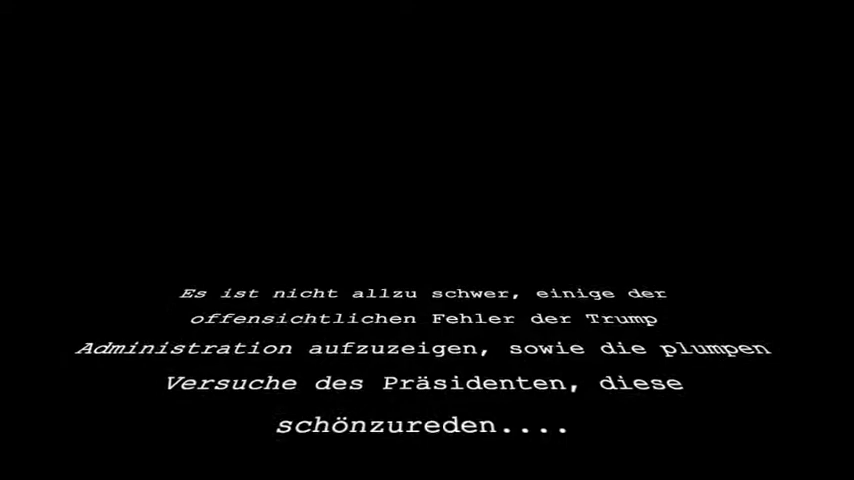 Es ist nicht allzu schwer, einige der
offensichtlichen Fehler der Trump
Administration aufzuzeigen, sowie die plumpen
Versuche des Präsidenten, diese
schönzureden....